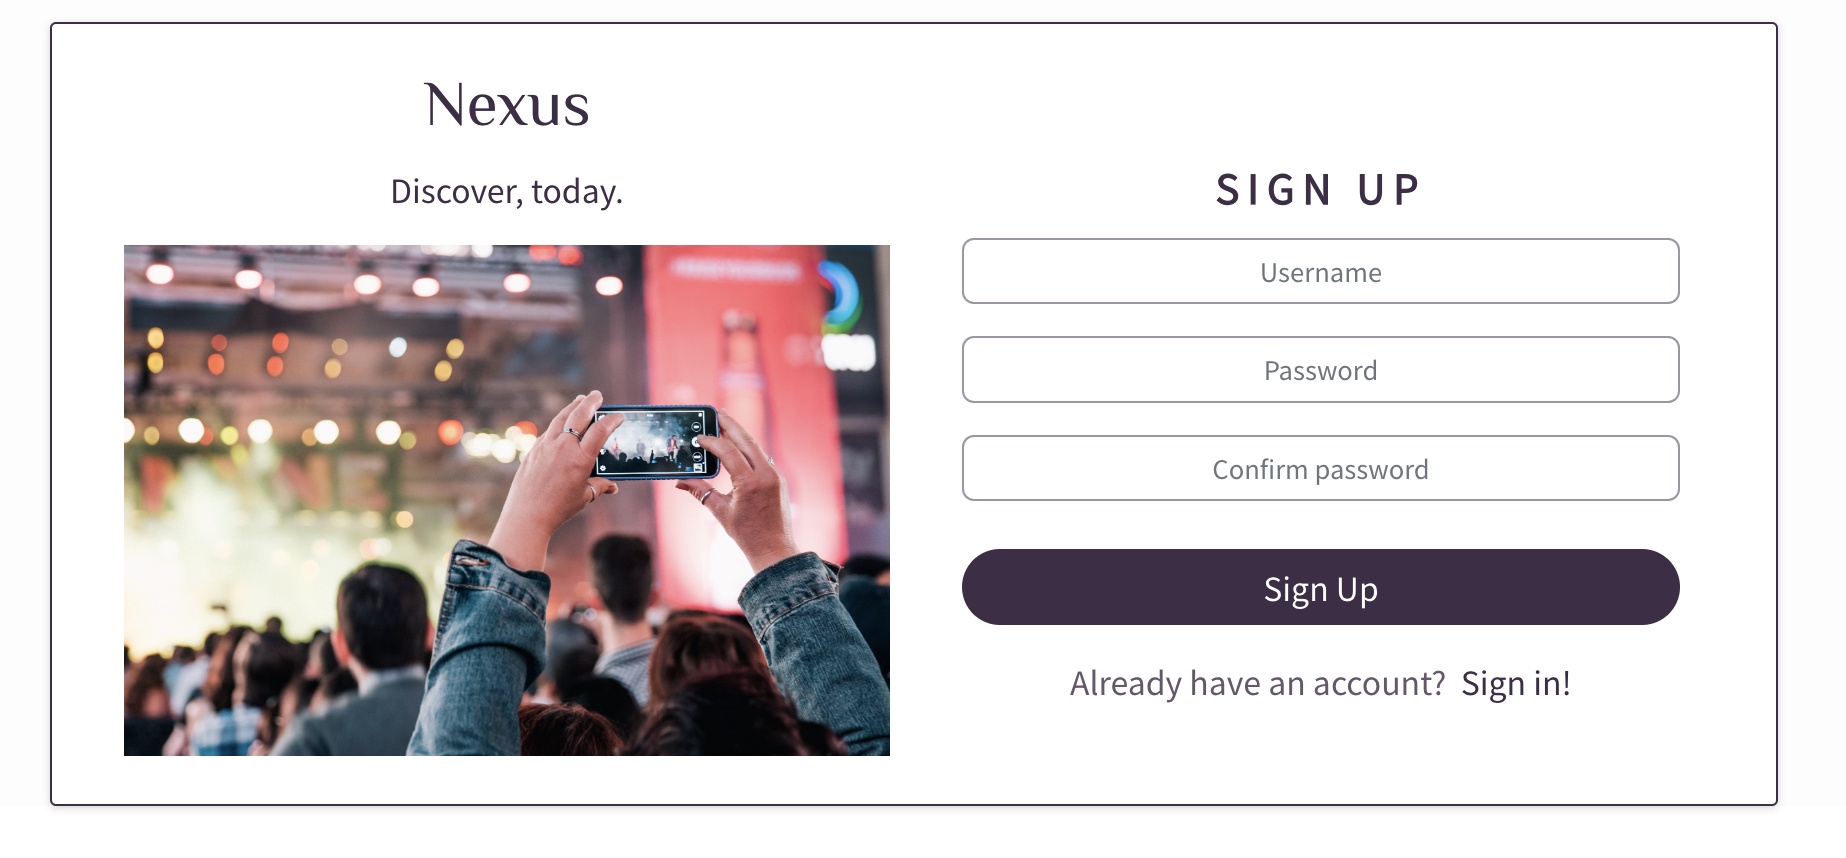 Nexus
Discover, today.
SIGN UP
Username
Password
Confirm password
Sign Up
Already have an account? Sign in!